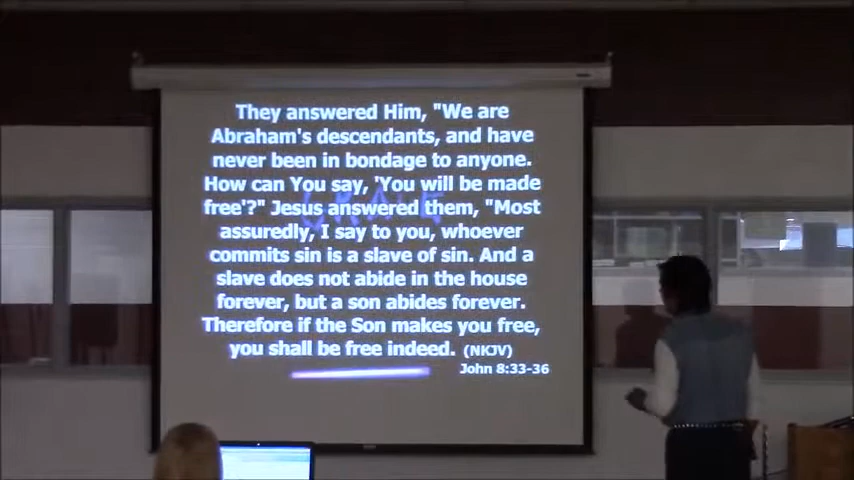 They answered Him, "We are
Abraham's descendants, and have
never been in bondage to anyone.
How can You say, 'You will be made
free'?" Jesus answered them, "Most
assuredly, I say to you, whoever
commits sin is a slave of sin. And a
slave does not abide in the house
forever, but a son abides forever.
Therefore if the Son makes you free,
you shall be free indeed. (NKJV)
John 8:33-36